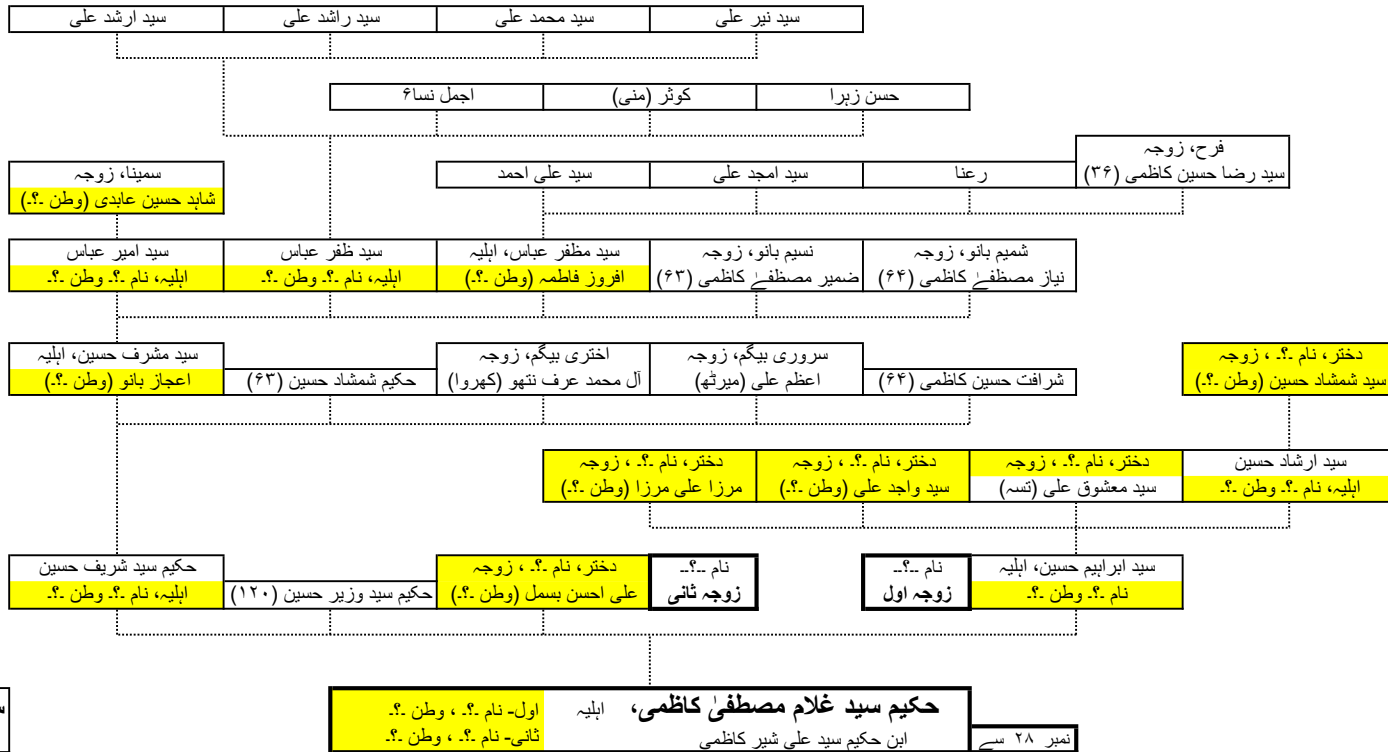 سید نیر علی
سید محمد علی
سید راشد علی
سید ارشد علی
حسن زہرا
کوثر (منی)
اجمل نساء۶
فرح، زوجہ
سید رضا حسین کاظمی (۳۶)
رعنا
سید امجد علی
سید علی احمد
سمینا، زوجہ
شاہد حسین عابدی (وطن ۔؟۔)
شمیم بانو، زوجہ
نیاز مصطفےٰ کاظمی (۶۴)
نسیم بانو، زوجہ
ضمیر مصطفےٰ کاظمی (۶۳)
سید مظفر عباس، اہلیہ
افروز فاطمہ (وطن ۔؟۔)
سید ظفر عباس
اہلیہ، نام ۔؟۔ وطن ۔؟۔
سید امیر عباس
اہلیہ، نام ۔؟۔ وطن ۔؟۔
دختر، نام ۔؟۔ ، زوجہ
سید شمشاد حسین (وطن ۔؟۔)
شرافت حسین کاظمی (۶۴)
سروری بیگم، زوجہ
اعظم علی (میرٹھ)
اختری بیگم، زوجہ
آل محمد عرف نتھو (کھروا)
حکیم شمشاد حسین (۶۳)
سید مشرف حسین، اہلیہ
اعجاز بانو (وطن ۔؟۔)
سید ارشاد حسین
اہلیہ، نام ۔؟۔ وطن ۔؟۔
دختر، نام ۔؟۔ ، زوجہ
سید معشوق علی (تسہ)
دختر، نام ۔؟۔ ، زوجہ
سید واجد علی (وطن ۔؟۔)
دختر، نام ۔؟۔ ، زوجہ
مرزا علی مرزا (وطن ۔؟۔)
سید ابراہیم حسین، اہلیہ
نام ۔؟۔ وطن ۔؟۔
نام ۔۔؟۔۔
زوجہ اول
نام ۔۔؟۔۔
زوجہ ثانی
دختر، نام ۔؟۔ ، زوجہ
علی احسن بسمل (وطن ۔؟۔)
حکیم سید وزیر حسین (۱۲۰)
حکیم سید شریف حسین
اہلیہ، نام ۔؟۔ وطن ۔؟۔
نمبر ۲۸ سے
حکیم سید غلام مصطفیٰ کاظمی، اہلیہ اول- نام ۔؟۔ ، وطن ۔؟۔
ابن حکیم سید علی شیر کاظمی ثانی- نام ۔؟۔ ، وطن ۔؟۔